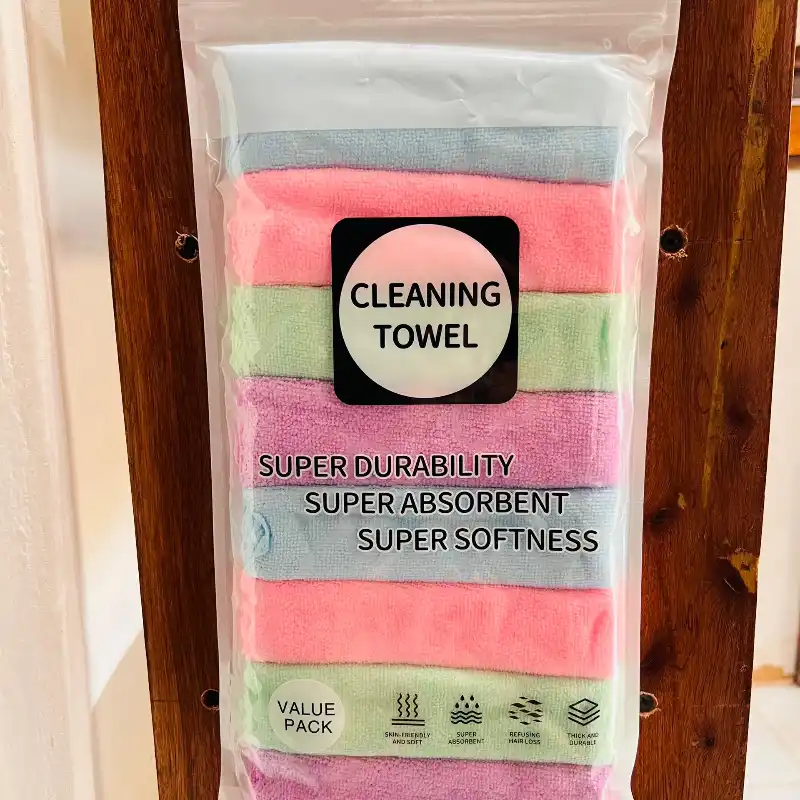 CLEANING
TOWEL
SUPER DURABILITY
SUPER ABSORBENT
SUPER SOFTNESS
VALUE
PACK
SKIN-FRIENDLY
AND SOFT
SUPER
ABSORBENT
REFUSING
HAIR LOSS
THICK AND
DURABLE